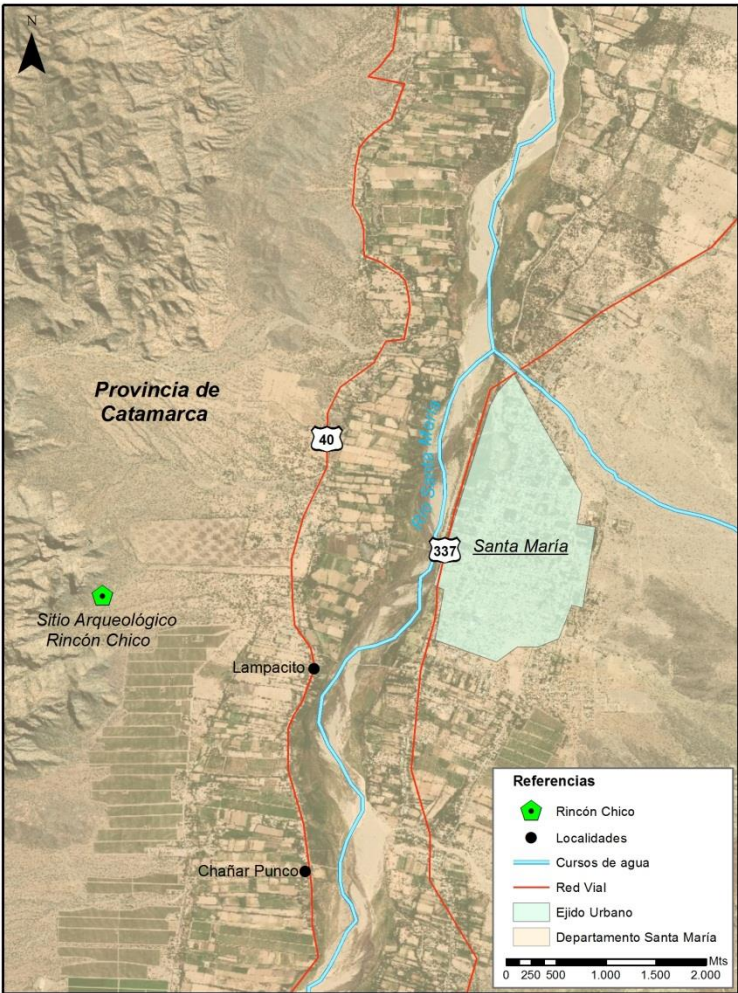 N
Provincia de
Catamarca
40
Río Santa María
337
Santa María
Sitio Arqueológico
Rincón Chico
Lampacito
Chañar Punco
Referencias
Rincón Chico
Localidades
Cursos de agua
Red Vial
Ejido Urbano
Departamento Santa María
Mts
0 250 500 1.000 1.500 2.000